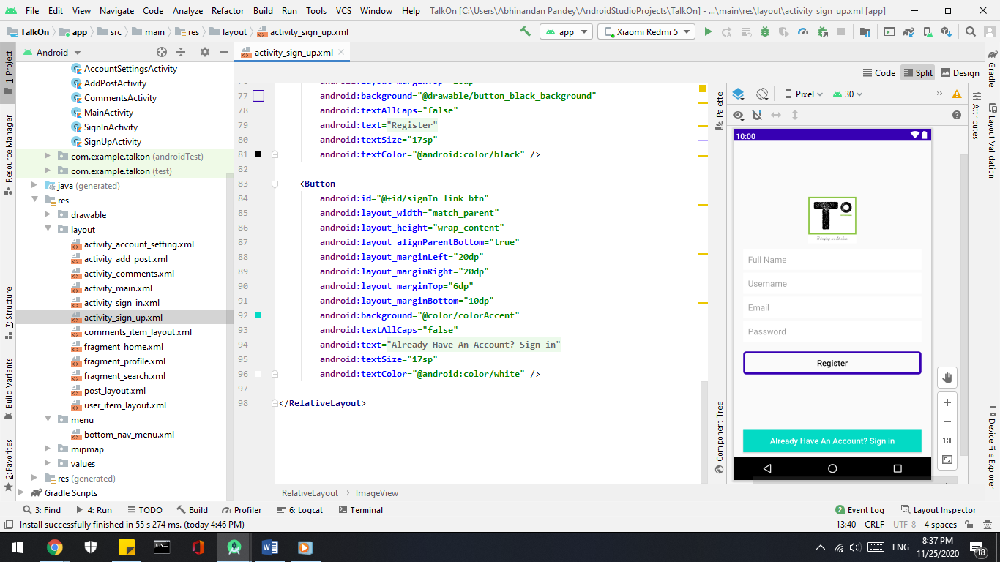 File Edit View Navigate Code Analyze Refactor Build Run Tools VCS Window Help TalkOn [C:\Users\Abhinandan Pandey\AndroidStudioProjects\TalkOn] - ...\main\res\layout\activity_sign_up.xml [app]
TalkOn app src main res layout activity_sign_up.xml app Xiaomi Redmi 5
Android activity_sign_up.xml
Code Split Design
1: Project
Resource Manager
7: Structure
Build Variants
2: Favorites
AccountSettingsActivity
AddPostActivity
CommentsActivity
MainActivity
SignInActivity
SignUpActivity
com.example.talkon (androidTest)
com.example.talkon (test)
java (generated)
res
drawable
layout
activity_account_setting.xml
activity_add_post.xml
activity_comments.xml
activity_main.xml
activity_sign_in.xml
activity_sign_up.xml
comments_item_layout.xml
fragment_home.xml
fragment_profile.xml
fragment_search.xml
post_layout.xml
user_item_layout.xml
menu
bottom_nav_menu.xml
mipmap
values
res (generated)
Gradle Scripts
77 android:background="@drawable/button_black_background"
78 android:textAllCaps="false"
79 android:text="Register"
80 android:textSize="17sp"
81 android:textColor="@android:color/black" />
82
83 <Button
84 android:id="@+id/signIn_link_btn"
85 android:layout_width="match_parent"
86 android:layout_height="wrap_content"
87 android:layout_alignParentBottom="true"
88 android:layout_marginLeft="20dp"
89 android:layout_marginRight="20dp"
90 android:layout_marginTop="6dp"
91 android:layout_marginBottom="10dp"
92 android:background="@color/colorAccent"
93 android:textAllCaps="false"
94 android:text="Already Have An Account? Sign in"
95 android:textSize="17sp"
96 android:textColor="@android:color/white" />
97
98 </RelativeLayout>
RelativeLayout › ImageView
Palette
Component Tree
Pixel 30
10:00
T°
Full Name
Username
Email
Password
Register
Already Have An Account? Sign in
1:1
Attributes
Gradle
Layout Validation
Device File Explorer
3: Find 4: Run TODO Build Profiler 6: Logcat Terminal 2 Event Log Layout Inspector
Install successfully finished in 55 s 274 ms. (today 4:46 PM) 13:40 CRLF UTF-8 4 spaces
ENG 8:37 PM
11/25/2020 18